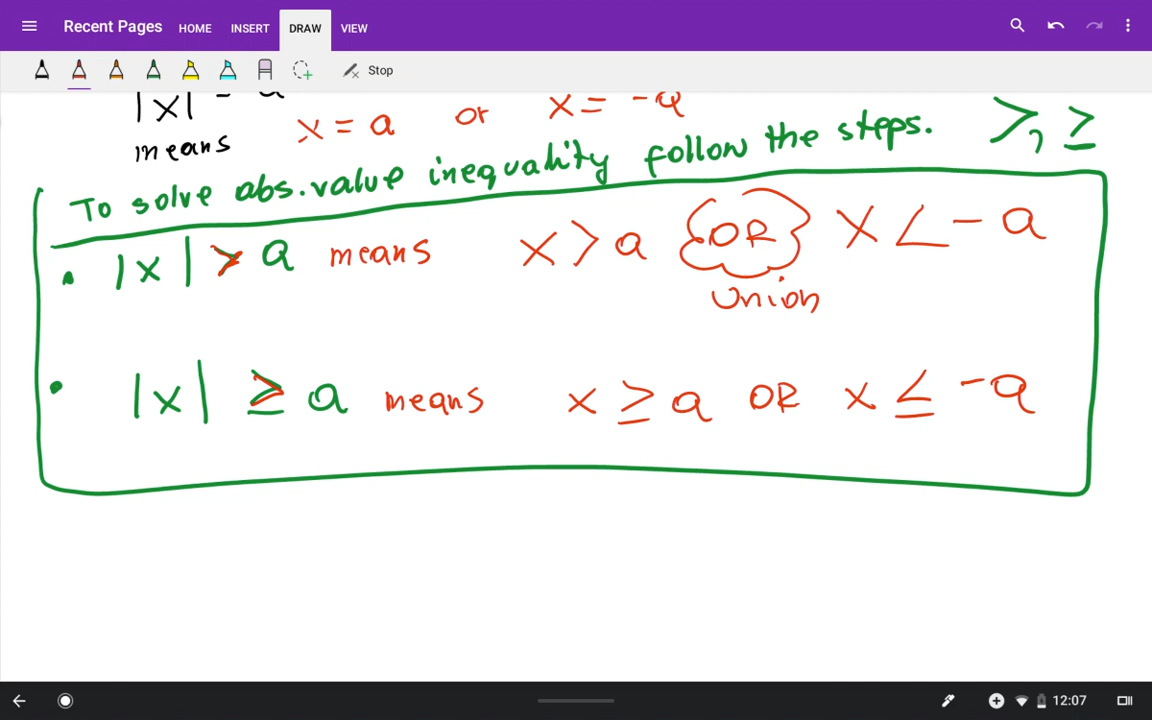 Recent Pages HOME INSERT DRAW VIEW
Stop
|x| = a
means x = a or x = -a
>, ≥
To solve abs.value inequality follow the steps.
• |x| > a means x > a {OR} x < -a
Union
• |x| ≥ a means x ≥ a OR x ≤ -a
12:07